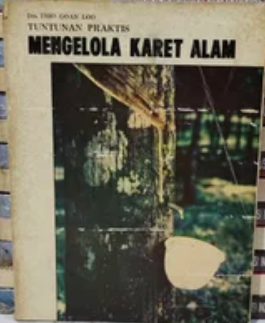 Drs. THIO GOAN LOO
TUNTUNAN PRAKTIS
MENGELOLA KARET ALAM